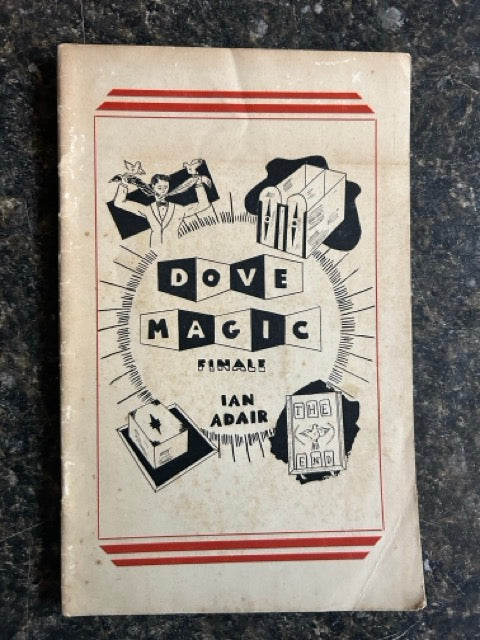 DOVE
MAGIC
FINALE
IAN
ADAIR
THE
END